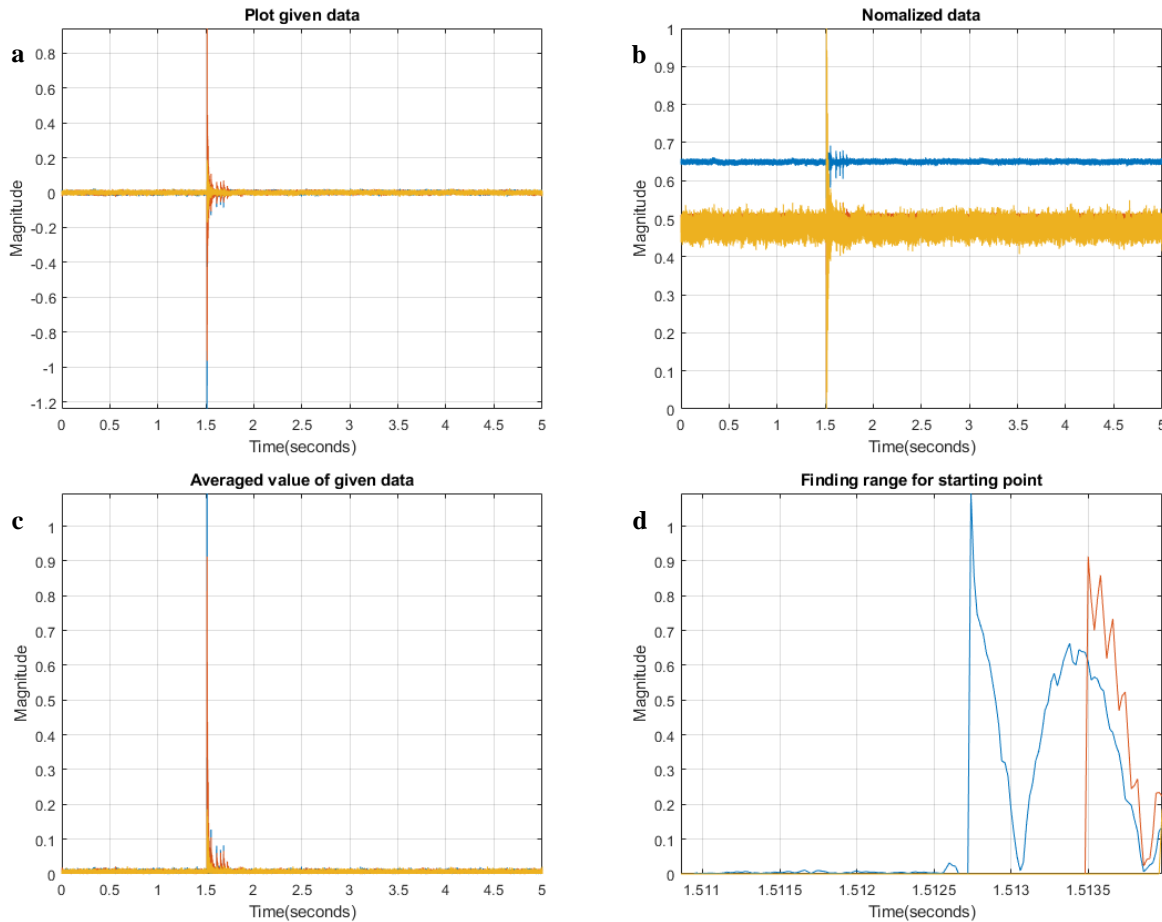 Plot given data
a
0.8
0.6
0.4
0.2
0
-0.2
-0.4
-0.6
-0.8
-1
-1.2
Magnitude
0 0.5 1 1.5 2 2.5 3 3.5 4 4.5 5
Time(seconds)
Nomalized data
b
1
0.9
0.8
0.7
0.6
0.5
0.4
0.3
0.2
0.1
0
Magnitude
0 0.5 1 1.5 2 2.5 3 3.5 4 4.5 5
Time(seconds)
Averaged value of given data
c
1
0.9
0.8
0.7
0.6
0.5
0.4
0.3
0.2
0.1
0
Magnitude
0 0.5 1 1.5 2 2.5 3 3.5 4 4.5 5
Time(seconds)
Finding range for starting point
d
1
0.9
0.8
0.7
0.6
0.5
0.4
0.3
0.2
0.1
0
Magnitude
1.511 1.5115 1.512 1.5125 1.513 1.5135
Time(seconds)